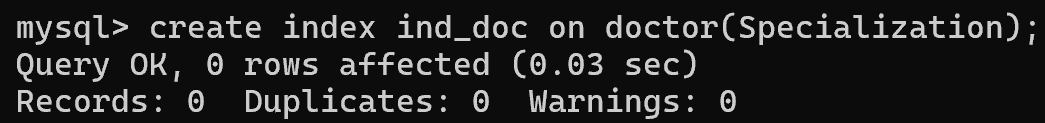 mysql> create index ind_doc on doctor(Specialization);
Query OK, 0 rows affected (0.03 sec)
Records: 0  Duplicates: 0  Warnings: 0